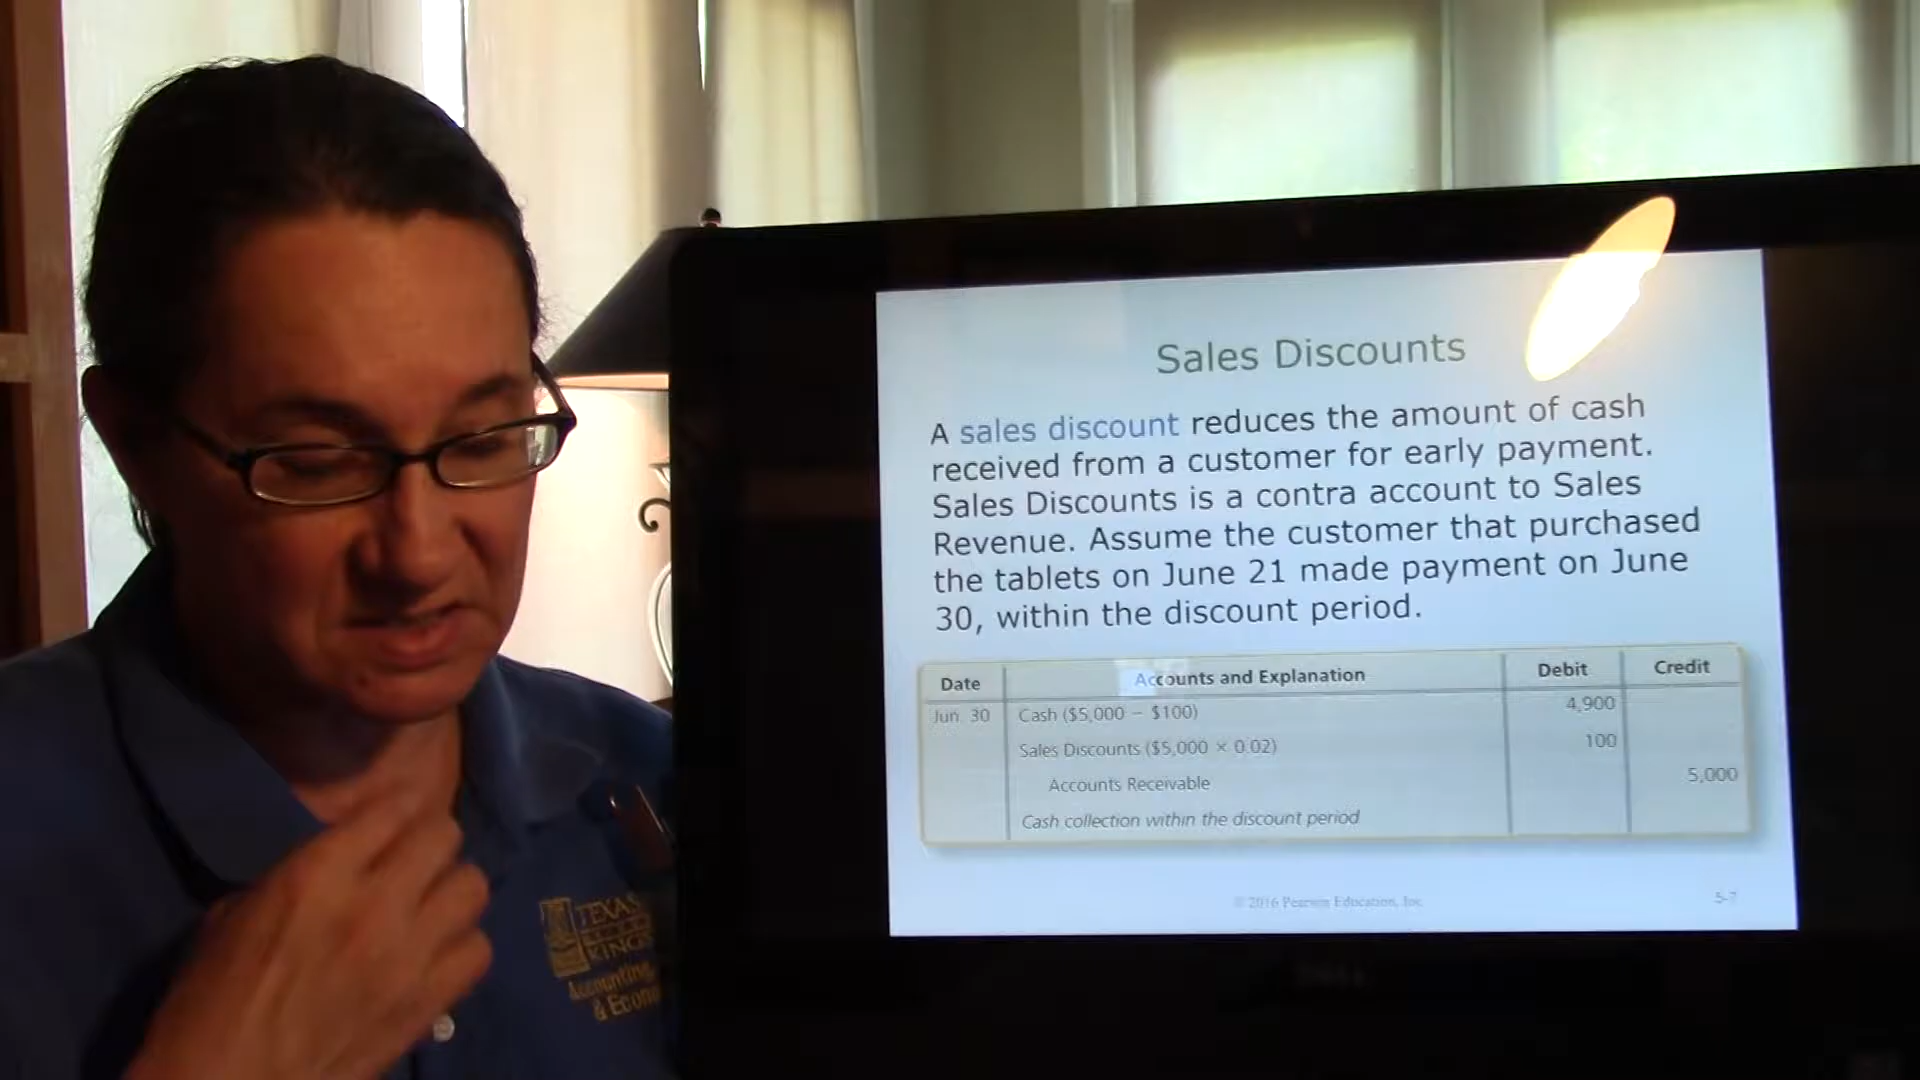 Sales Discounts
A sales discount reduces the amount of cash
received from a customer for early payment.
Sales Discounts is a contra account to Sales
Revenue. Assume the customer that purchased
the tablets on June 21 made payment on June
30, within the discount period.
Date Accounts and Explanation Debit Credit
Jun. 30 Cash ($5,000 − $100) 4,900
Sales Discounts ($5,000 × 0.02) 100
Accounts Receivable 5,000
Cash collection within the discount period
© 2016 Pearson Education, Inc. 5-7
TEXAS
KINGS
Accounting
& Econo